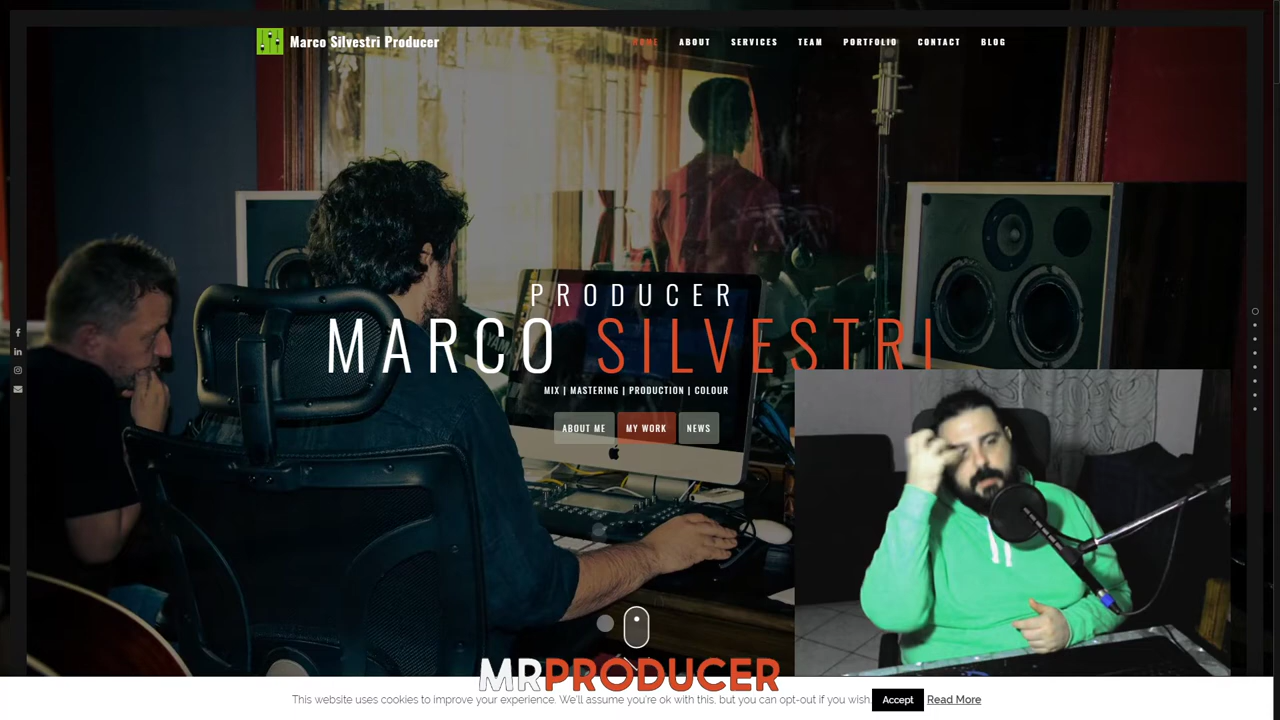 Marco Silvestri Producer
HOME ABOUT SERVICES TEAM PORTFOLIO CONTACT BLOG
PRODUCER
MARCO SILVESTRI
MIX | MASTERING | PRODUCTION | COLOUR
ABOUT ME MY WORK NEWS
MRPRODUCER
This website uses cookies to improve your experience. We'll assume you're ok with this, but you can opt-out if you wish. Accept Read More